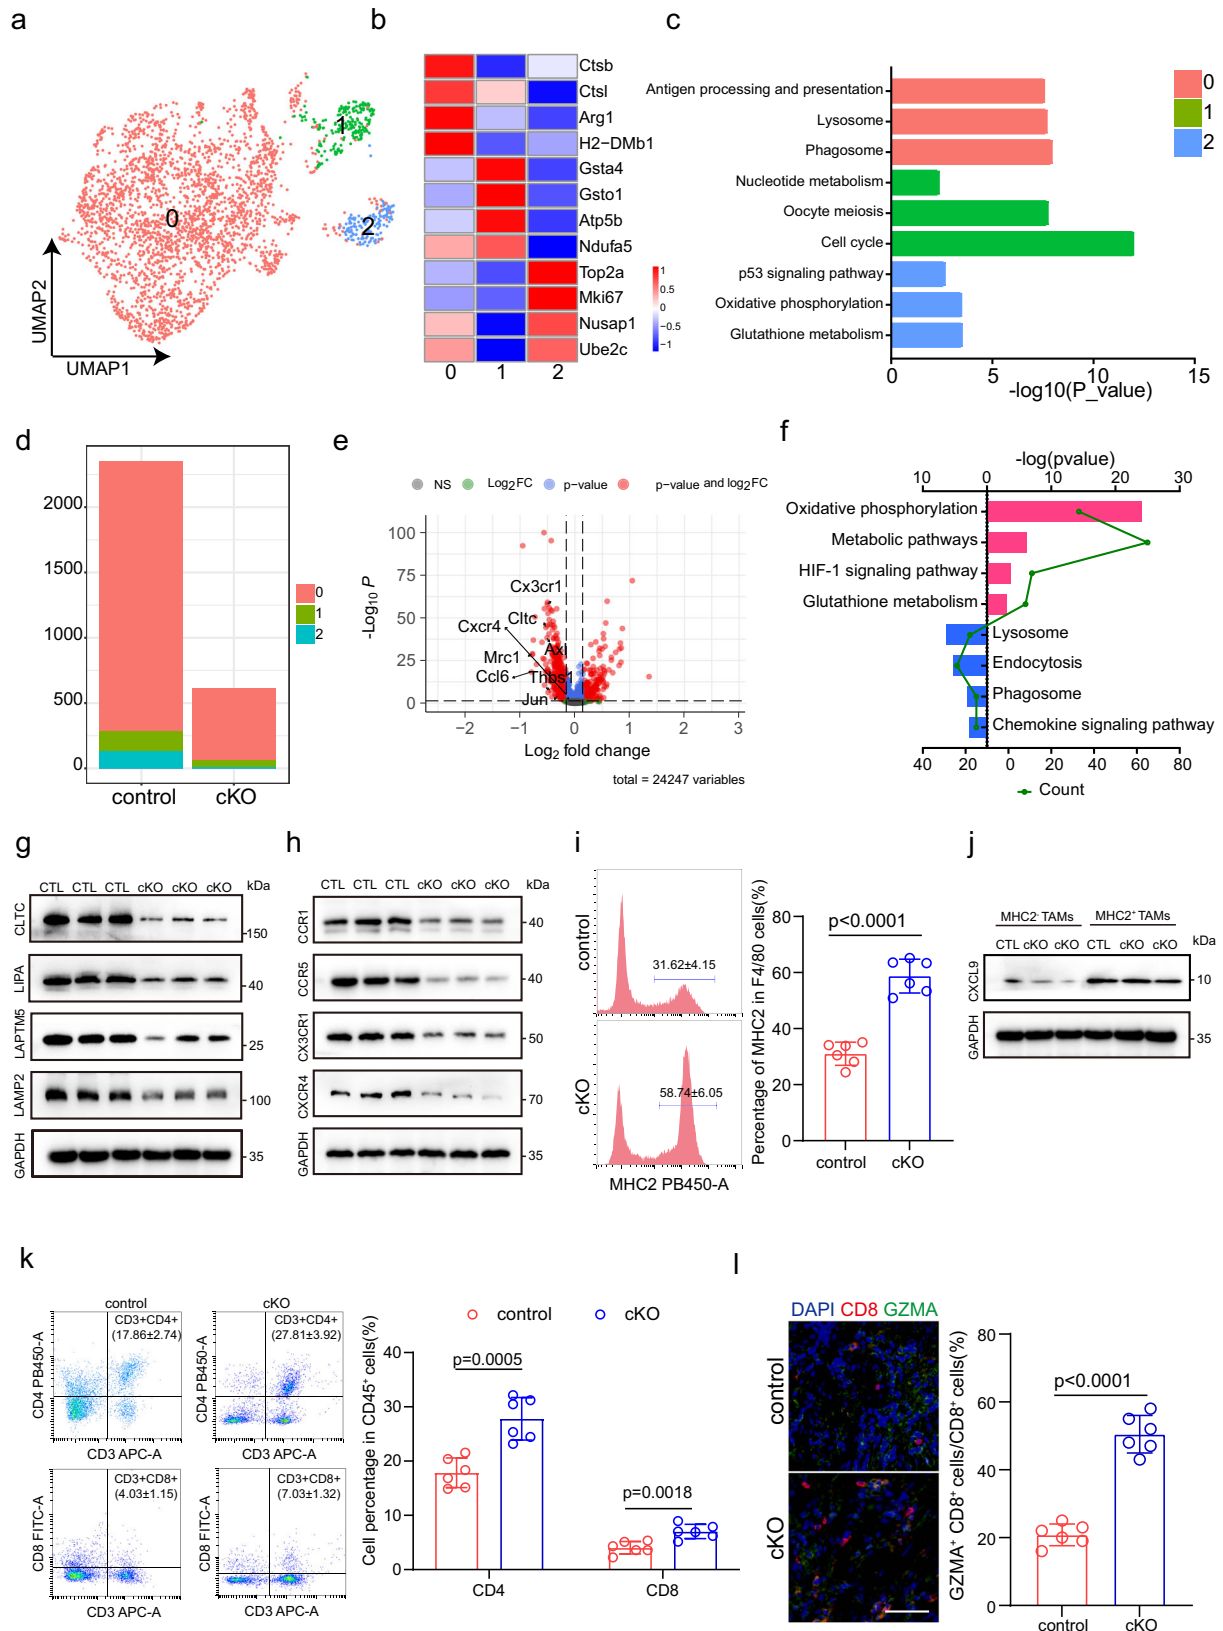 a
0
1
2
UMAP2
UMAP1
b
Ctsb
Ctsl
Arg1
H2−DMb1
Gsta4
Gsto1
Atp5b
Ndufa5
Top2a
Mki67
Nusap1
Ube2c
0 1 2
1
0.5
0
−0.5
−1
c
Antigen processing and presentation
Lysosome
Phagosome
Nucleotide metabolism
Oocyte meiosis
Cell cycle
p53 signaling pathway
Oxidative phosphorylation
Glutathione metabolism
0 5 10 15
-log10(P_value)
0
1
2
d
2000
1500
1000
500
0
control cKO
0
1
2
e
NS Log2FC p−value p−value and log2FC
100
75
50
25
0
-Log10 P
Cx3cr1
Cltc
Cxcr4
Axl
Mrc1
Ccl6
Thbs1
Jun
−2 −1 0 1 2 3
Log2 fold change
total = 24247 variables
f
-log(pvalue)
10 0 10 20 30
Oxidative phosphorylation
Metabolic pathways
HIF-1 signaling pathway
Glutathione metabolism
Lysosome
Endocytosis
Phagosome
Chemokine signaling pathway
40 20 0 20 40 60 80
Count
g
CTL CTL CTL cKO cKO cKO kDa
CLTC 150
LIPA 40
LAPTM5 25
LAMP2 100
GAPDH 35
h
CTL CTL CTL cKO cKO cKO kDa
CCR1 40
CCR5 40
CX3CR1 50
CXCR4 70
GAPDH 35
i
control
31.62±4.15
cKO
58.74±6.05
MHC2 PB450-A
Percentage of MHC2 in F4/80 cells(%)
80
60
40
20
0
p<0.0001
control cKO
j
MHC2- TAMs MHC2+ TAMs
CTL cKO cKO CTL cKO cKO kDa
CXCL9 10
GAPDH 35
k
control cKO
CD3+CD4+
(17.86±2.74)
CD3+CD4+
(27.81±3.92)
CD4 PB450-A CD4 PB450-A
CD3 APC-A CD3 APC-A
CD3+CD8+
(4.03±1.15)
CD3+CD8+
(7.03±1.32)
CD8 FITC-A CD8 FITC-A
CD3 APC-A CD3 APC-A
control cKO
Cell percentage in CD45+ cells(%)
40
30
20
10
0
p=0.0005
p=0.0018
CD4 CD8
l
DAPI CD8 GZMA
control
cKO
GZMA+ CD8+ cells/CD8+ cells(%)
80
60
40
20
0
p<0.0001
control cKO